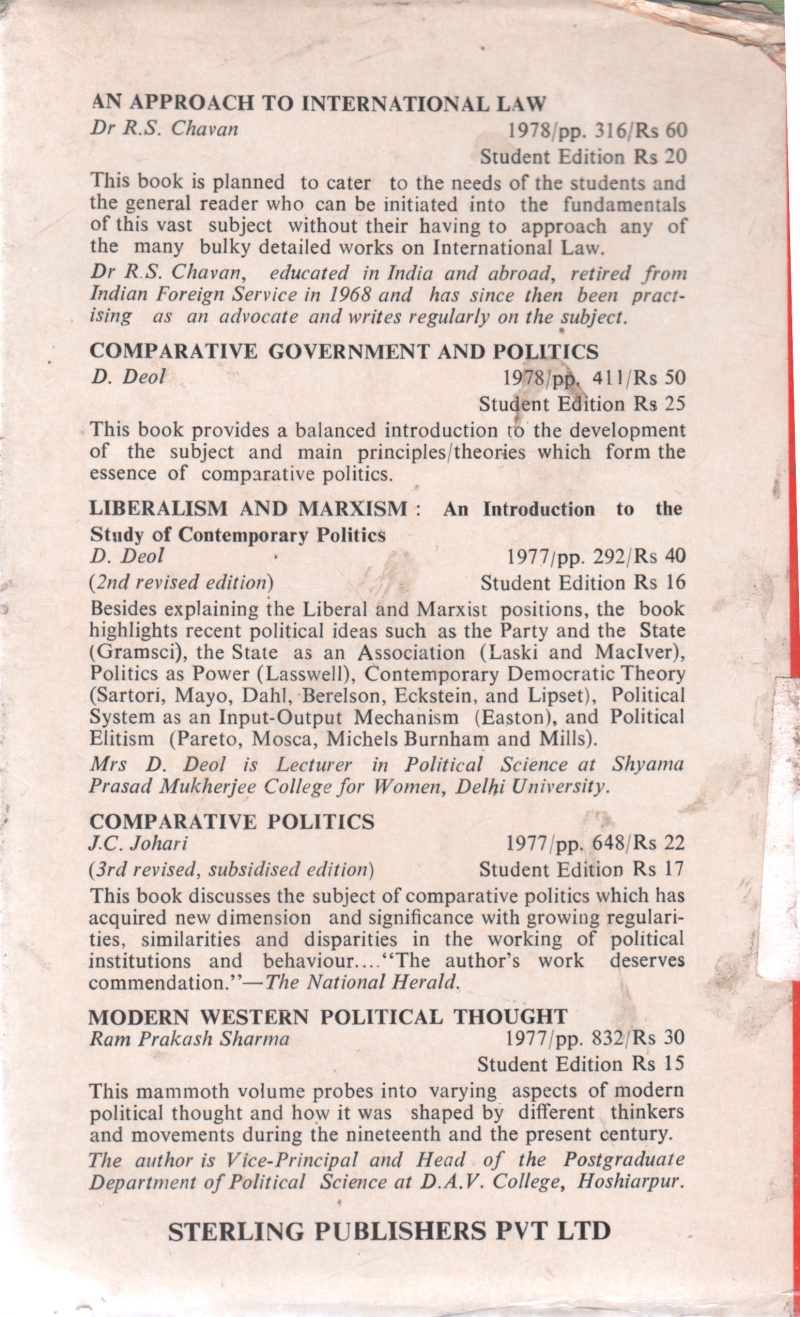 AN APPROACH TO INTERNATIONAL LAW
Dr R.S. Chavan 1978/pp. 316/Rs 60
Student Edition Rs 20
This book is planned to cater to the needs of the students and
the general reader who can be initiated into the fundamentals
of this vast subject without their having to approach any of
the many bulky detailed works on International Law.
Dr R.S. Chavan, educated in India and abroad, retired from
Indian Foreign Service in 1968 and has since then been pract-
ising as an advocate and writes regularly on the subject.
COMPARATIVE GOVERNMENT AND POLITICS
D. Deol 1978/pp. 411/Rs 50
Student Edition Rs 25
This book provides a balanced introduction to the development
of the subject and main principles/theories which form the
essence of comparative politics.
LIBERALISM AND MARXISM : An Introduction to the
Study of Contemporary Politics
D. Deol 1977/pp. 292/Rs 40
(2nd revised edition) Student Edition Rs 16
Besides explaining the Liberal and Marxist positions, the book
highlights recent political ideas such as the Party and the State
(Gramsci), the State as an Association (Laski and MacIver),
Politics as Power (Lasswell), Contemporary Democratic Theory
(Sartori, Mayo, Dahl, Berelson, Eckstein, and Lipset), Political
System as an Input-Output Mechanism (Easton), and Political
Elitism (Pareto, Mosca, Michels Burnham and Mills).
Mrs D. Deol is Lecturer in Political Science at Shyama
Prasad Mukherjee College for Women, Delhi University.
COMPARATIVE POLITICS
J.C. Johari 1977/pp. 648/Rs 22
(3rd revised, subsidised edition) Student Edition Rs 17
This book discusses the subject of comparative politics which has
acquired new dimension and significance with growing regulari-
ties, similarities and disparities in the working of political
institutions and behaviour...."The author's work deserves
commendation."—The National Herald.
MODERN WESTERN POLITICAL THOUGHT
Ram Prakash Sharma 1977/pp. 832/Rs 30
Student Edition Rs 15
This mammoth volume probes into varying aspects of modern
political thought and how it was shaped by different thinkers
and movements during the nineteenth and the present century.
The author is Vice-Principal and Head of the Postgraduate
Department of Political Science at D.A.V. College, Hoshiarpur.
STERLING PUBLISHERS PVT LTD